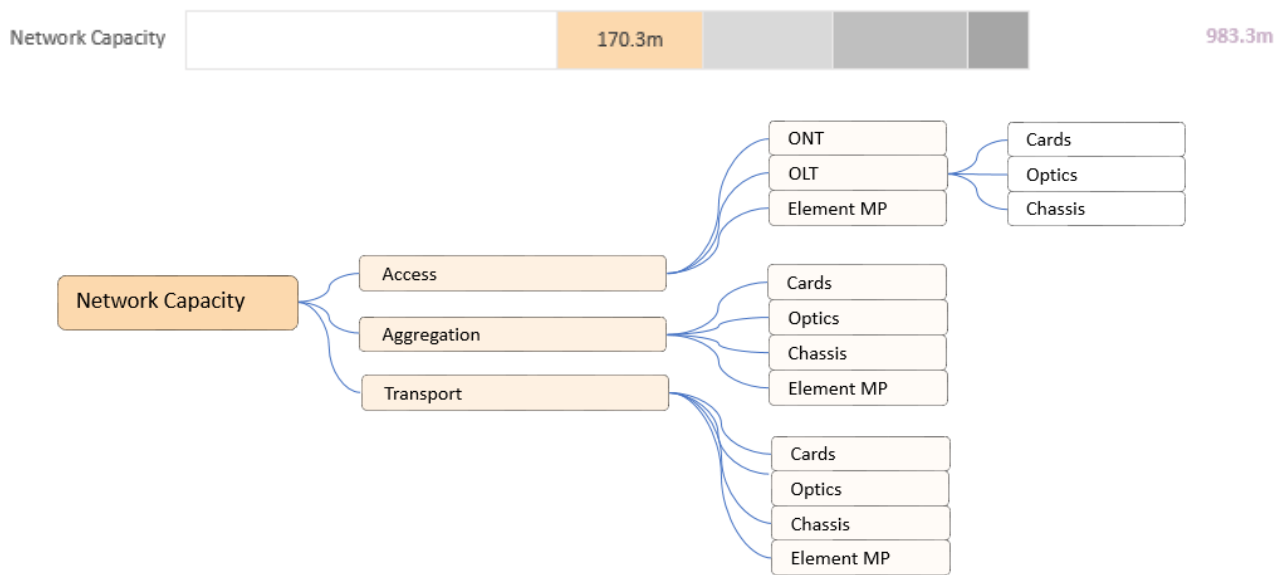 Network Capacity
170.3m
983.3m
Network Capacity
Access
Aggregation
Transport
ONT
OLT
Element MP
Cards
Optics
Chassis
Cards
Optics
Chassis
Element MP
Cards
Optics
Chassis
Element MP